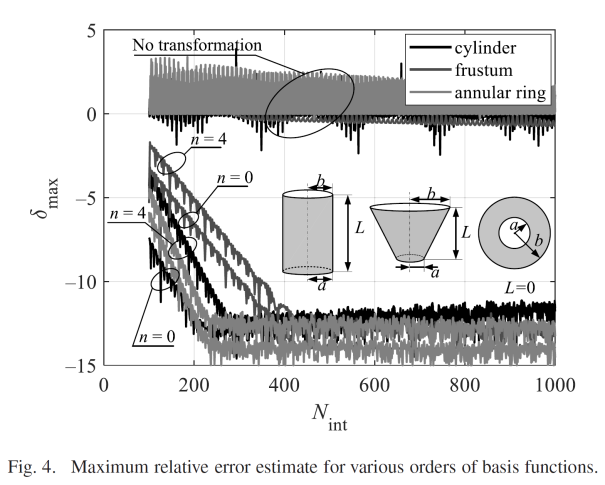 5
No transformation
cylinder
frustum
annular ring
0
n = 4
n = 0
−5
n = 4
b
L
a
b
L
a
a
b
L=0
δmax
−10
n = 0
−15
0
200
400
600
800
1000
Nint
Fig. 4. Maximum relative error estimate for various orders of basis functions.